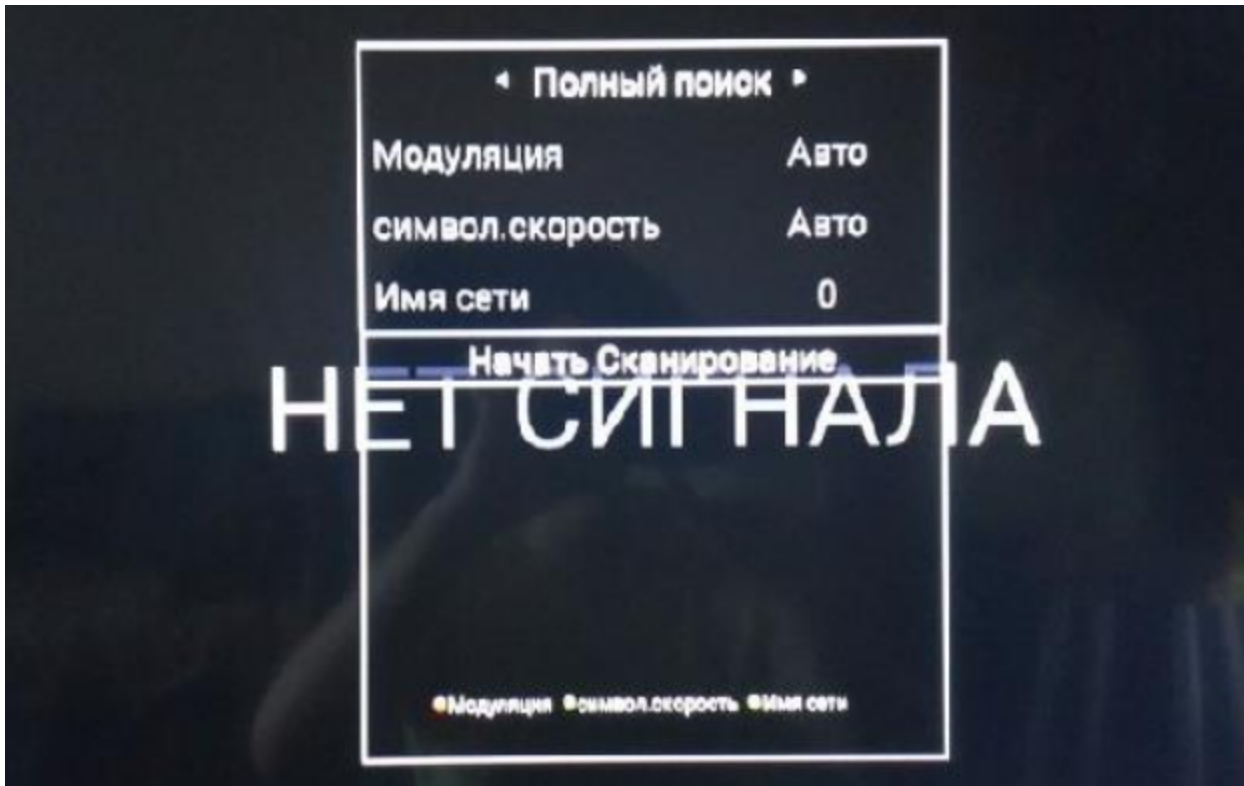 Полный поиск
Модуляция Авто
символ.скорость Авто
Имя сети 0
Начать Сканирование
НЕТ СИГНАЛА
Модуляция символ.скорость Имя сети